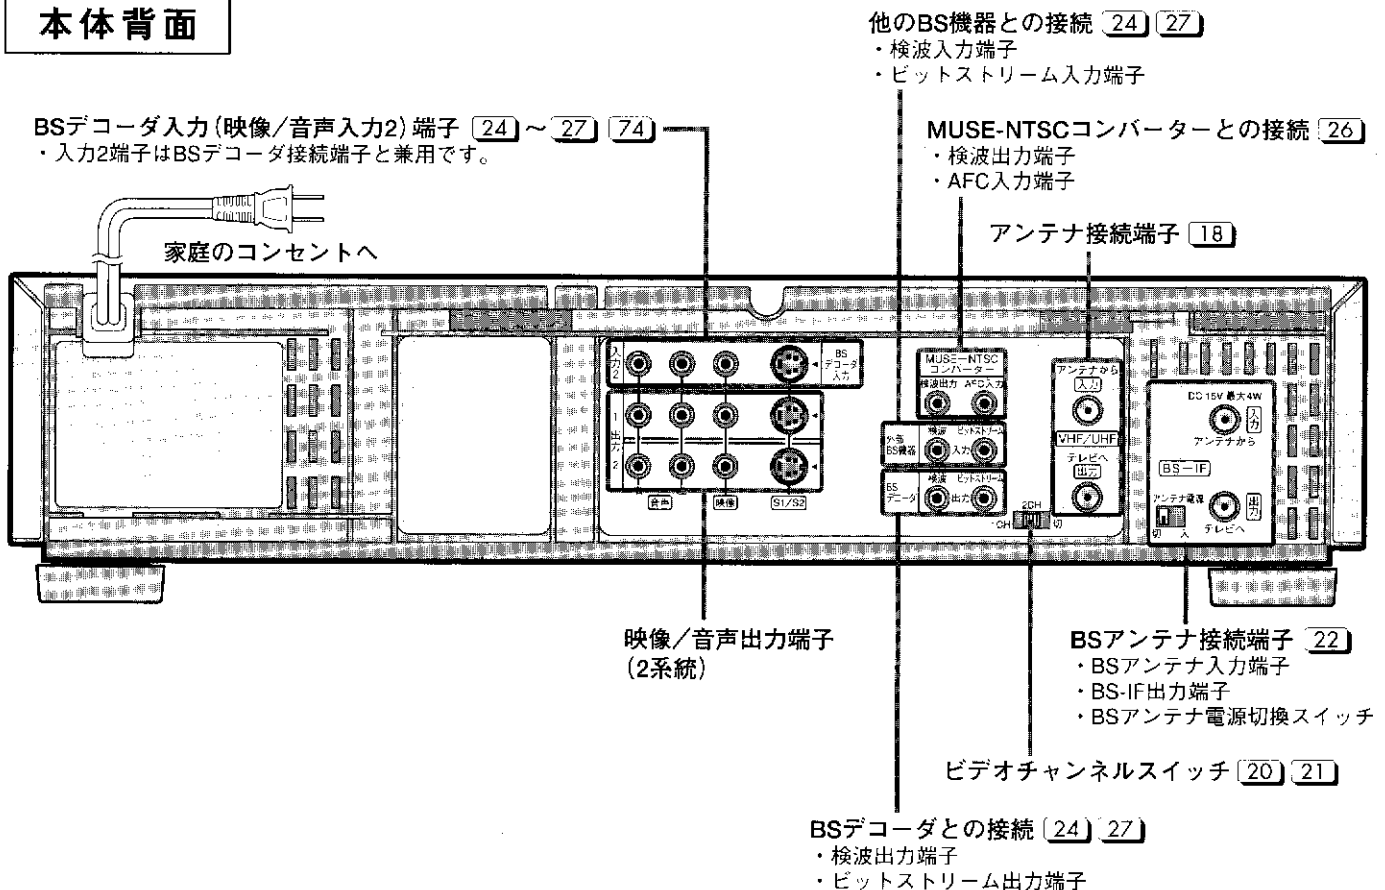 本体背面
他のBS機器との接続 24 27
・検波入力端子
・ビットストリーム入力端子
BSデコーダ入力(映像/音声入力2)端子 24 ~ 27 74
・入力2端子はBSデコーダ接続端子と兼用です。
MUSE-NTSCコンバーターとの接続 26
・検波出力端子
・AFC入力端子
アンテナ接続端子 18
家庭のコンセントへ
入力2
BSデコーダ入力
1
出力
2
音声
映像
S1/S2
MUSE-NTSC
コンバーター
検波出力 AFC入力
外部
BS機器
検波 ビットストリーム
入力
BS
デコーダ
検波 ビットストリーム
出力
アンテナから
入力
VHF/UHF
テレビへ
出力
2CH
1CH 切
DC 15V 最大4W
入力
アンテナから
BS-IF
アンテナ電源
切 入
出力
テレビへ
映像/音声出力端子
(2系統)
BSアンテナ接続端子 22
・BSアンテナ入力端子
・BS-IF出力端子
・BSアンテナ電源切換スイッチ
ビデオチャンネルスイッチ 20 21
BSデコーダとの接続 24 27
・検波出力端子
・ビットストリーム出力端子